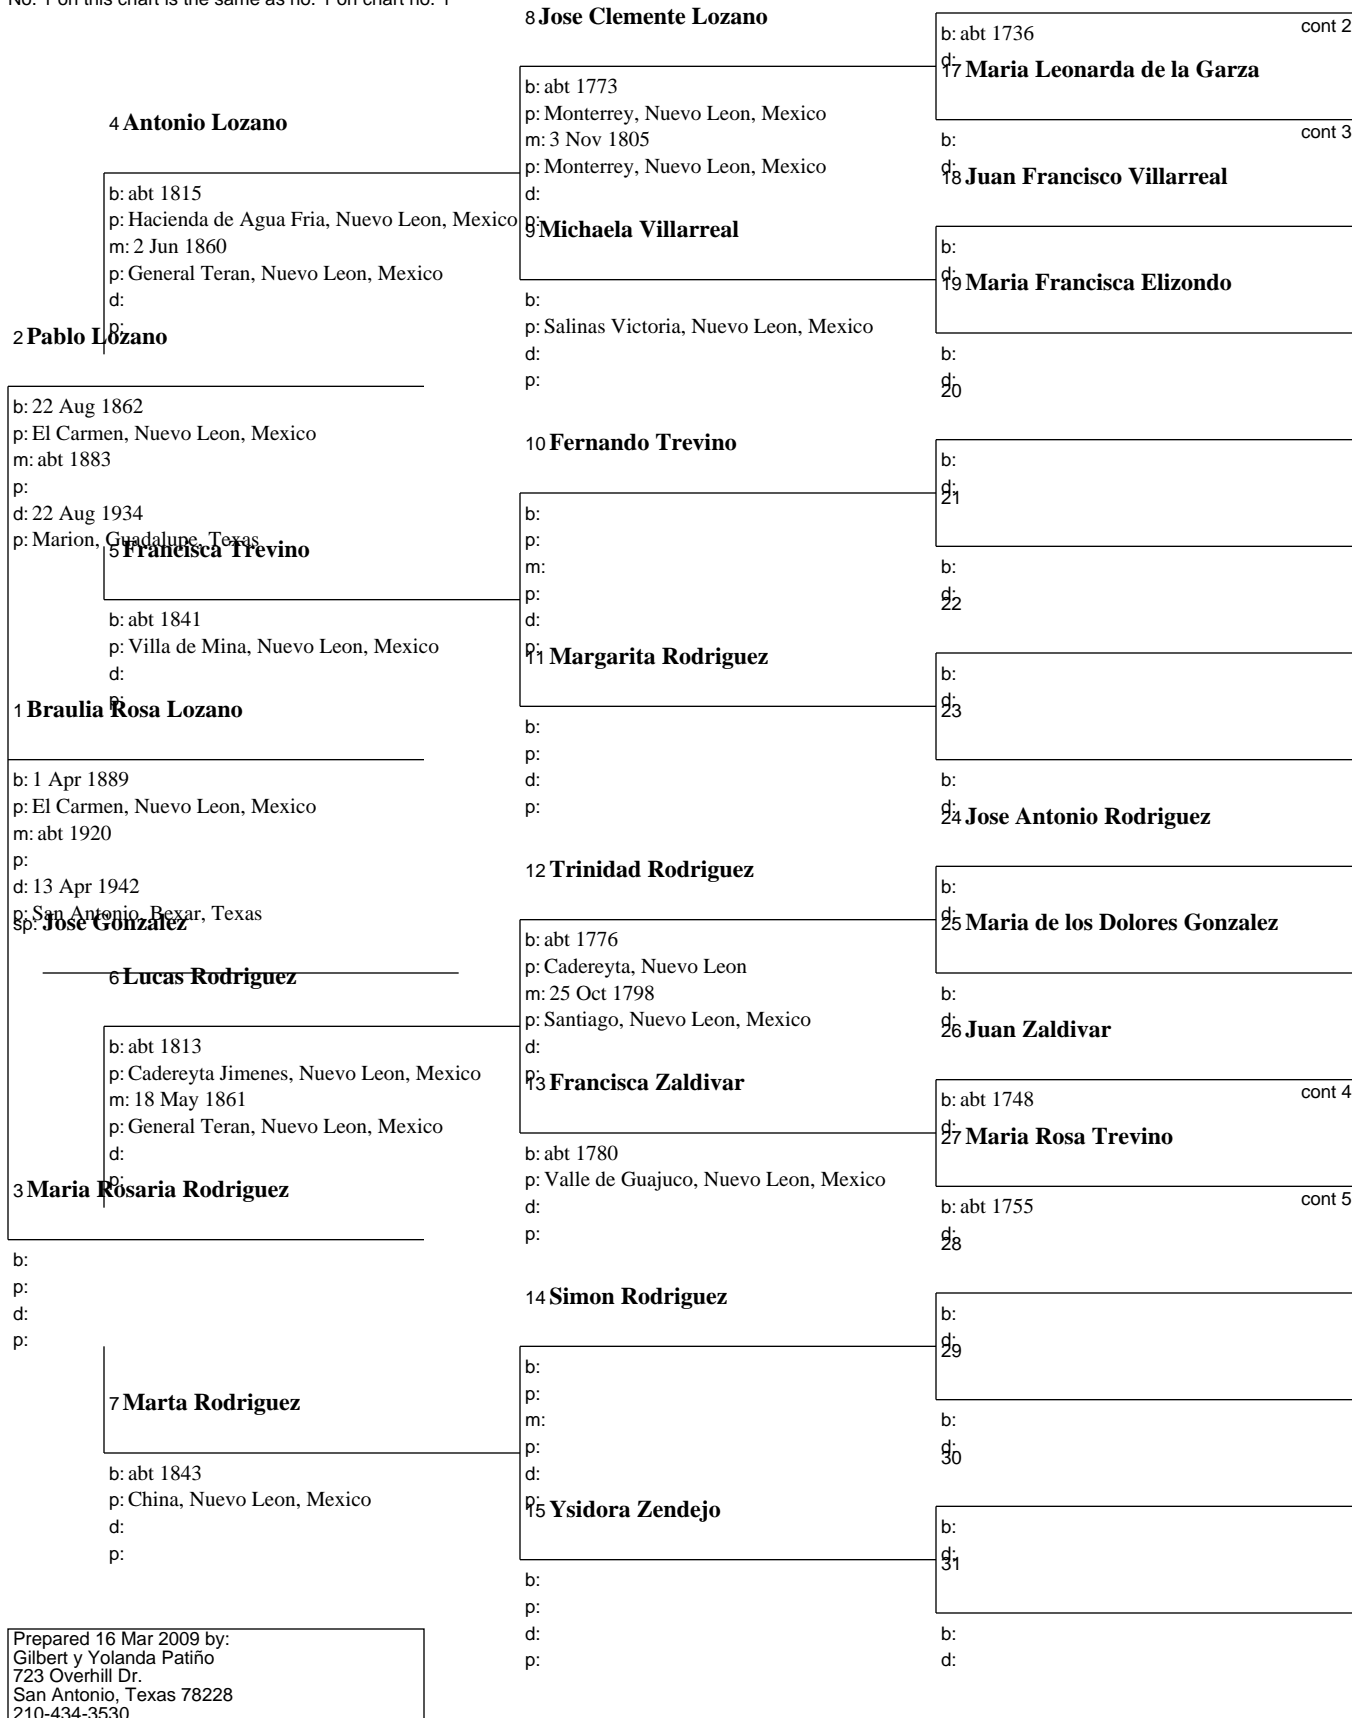 No. 1 on this chart is the same as no. 1 on chart no. 1
8 Jose Clemente Lozano
b: abt 1773
p: Monterrey, Nuevo Leon, Mexico
m: 3 Nov 1805
p: Monterrey, Nuevo Leon, Mexico
d:
p:
4 Antonio Lozano
b: abt 1815
p: Hacienda de Agua Fria, Nuevo Leon, Mexico
m: 2 Jun 1860
p: General Teran, Nuevo Leon, Mexico
d:
p:
9 Michaela Villarreal
b:
p: Salinas Victoria, Nuevo Leon, Mexico
d:
p:
2 Pablo Lozano
b: 22 Aug 1862
p: El Carmen, Nuevo Leon, Mexico
m: abt 1883
p:
d: 22 Aug 1934
p: Marion, Guadalupe, Texas
10 Fernando Trevino
b:
p:
m:
p:
d:
p:
5 Francisca Trevino
b: abt 1841
p: Villa de Mina, Nuevo Leon, Mexico
d:
p:
11 Margarita Rodriguez
b:
p:
d:
p:
1 Braulia Rosa Lozano
b: 1 Apr 1889
p: El Carmen, Nuevo Leon, Mexico
m: abt 1920
p:
d: 13 Apr 1942
p: San Antonio, Bexar, Texas
sp: Jose Gonzalez
12 Trinidad Rodriguez
b: abt 1776
p: Cadereyta, Nuevo Leon
m: 25 Oct 1798
p: Santiago, Nuevo Leon, Mexico
d:
p:
6 Lucas Rodriguez
b: abt 1813
p: Cadereyta Jimenes, Nuevo Leon, Mexico
m: 18 May 1861
p: General Teran, Nuevo Leon, Mexico
d:
p:
13 Francisca Zaldivar
b: abt 1780
p: Valle de Guajuco, Nuevo Leon, Mexico
d:
p:
3 Maria Rosaria Rodriguez
b:
p:
d:
p:
14 Simon Rodriguez
b:
p:
m:
p:
d:
p:
7 Marta Rodriguez
b: abt 1843
p: China, Nuevo Leon, Mexico
d:
p:
15 Ysidora Zendejo
b:
p:
d:
p:
b: abt 1736 cont 2
d:
17 Maria Leonarda de la Garza
b: cont 3
d:
18 Juan Francisco Villarreal
b:
d:
19 Maria Francisca Elizondo
b:
d:
20
b:
d:
21
b:
d:
22
b:
d:
23
b:
d:
24 Jose Antonio Rodriguez
b:
d:
25 Maria de los Dolores Gonzalez
b:
d:
26 Juan Zaldivar
b: abt 1748 cont 4
d:
27 Maria Rosa Trevino
b: abt 1755 cont 5
d:
28
b:
d:
29
b:
d:
30
b:
d:
31
b:
d:
Prepared 16 Mar 2009 by:
Gilbert y Yolanda Patiño
723 Overhill Dr.
San Antonio, Texas 78228
210-434-3530